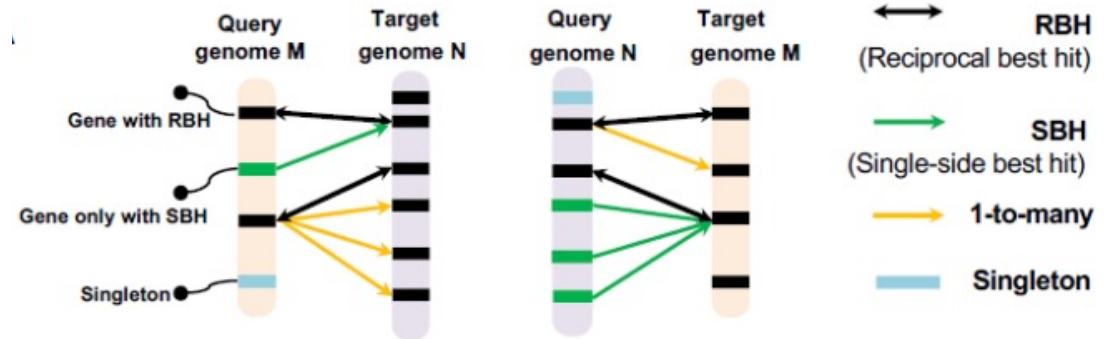 Query
genome M
Target
genome N
Query
genome N
Target
genome M
RBH
(Reciprocal best hit)
Gene with RBH
SBH
(Single-side best hit)
Gene only with SBH
1-to-many
Singleton
Singleton